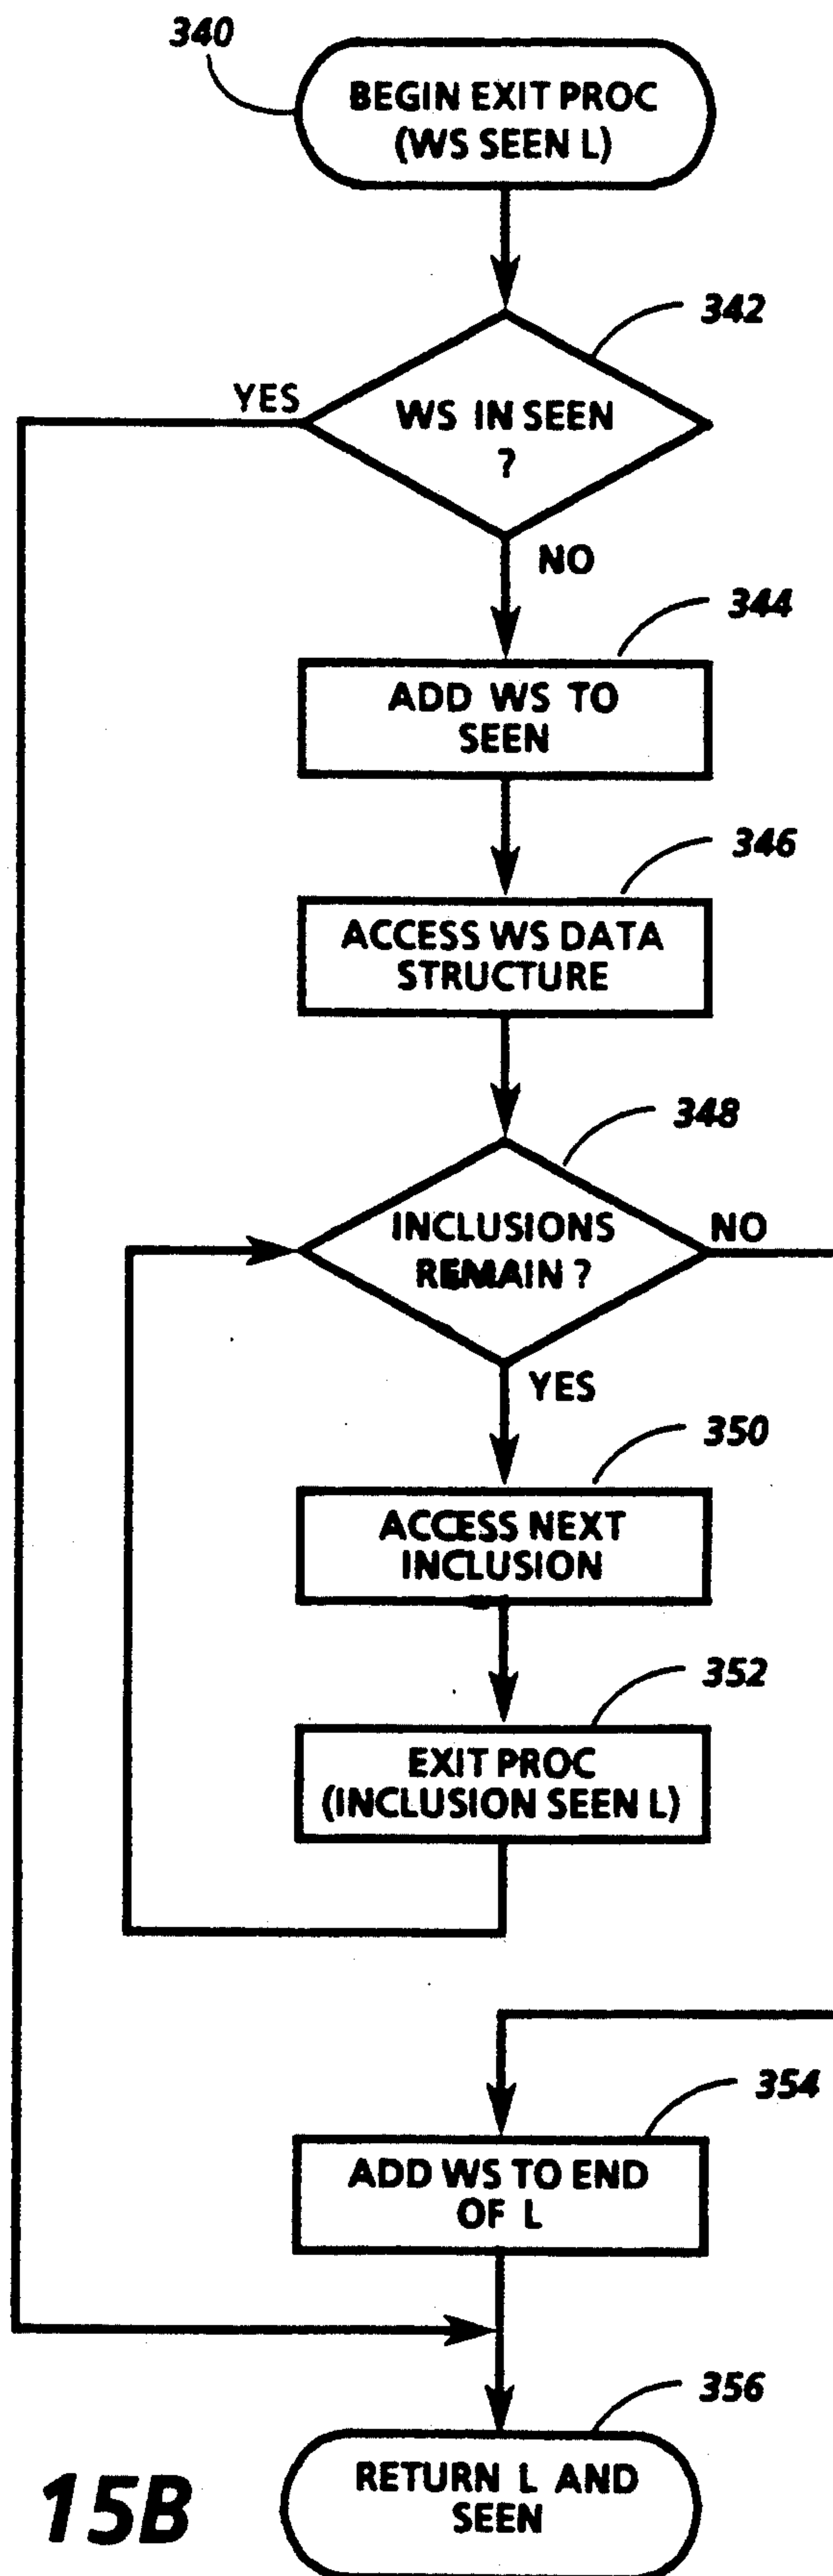 340
BEGIN EXIT PROC
(WS SEEN L)
342
YES
WS IN SEEN
?
NO
344
ADD WS TO
SEEN
346
ACCESS WS DATA
STRUCTURE
348
INCLUSIONS
REMAIN ?
NO
YES
350
ACCESS NEXT
INCLUSION
352
EXIT PROC
(INCLUSION SEEN L)
354
ADD WS TO END
OF L
356
RETURN L AND
SEEN
15B